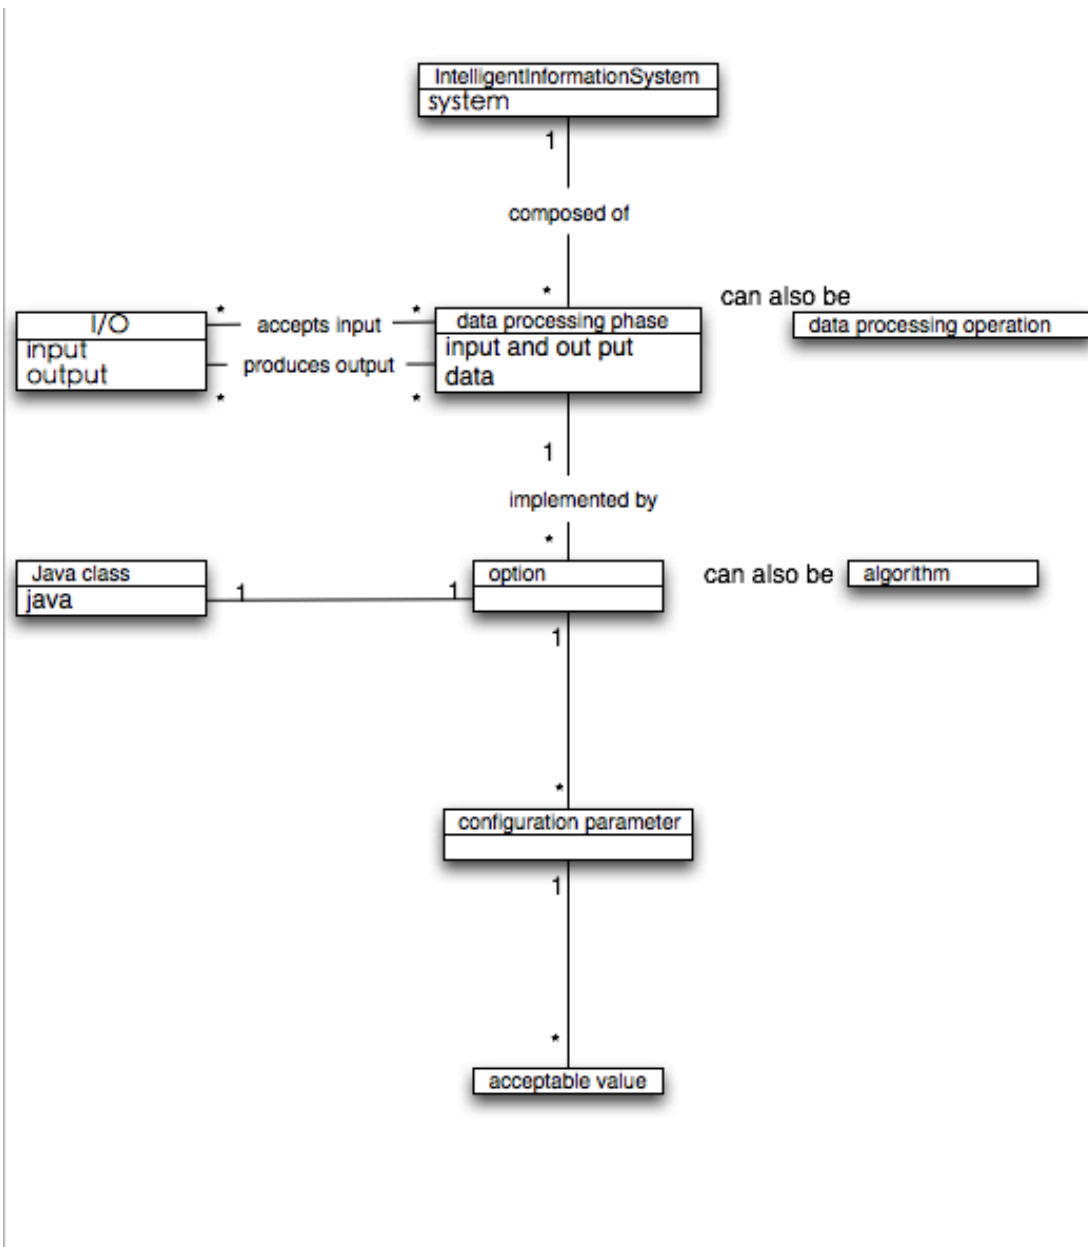 IntelligentInformationSystem
system
1
composed of
*
can also be
* accepts input *
I/O
data processing phase
data processing operation
input
output
input and out put
data
produces output
* *
1
implemented by
*
Java class
java
1 1
option
can also be
algorithm
1
*
configuration parameter
1
*
acceptable value